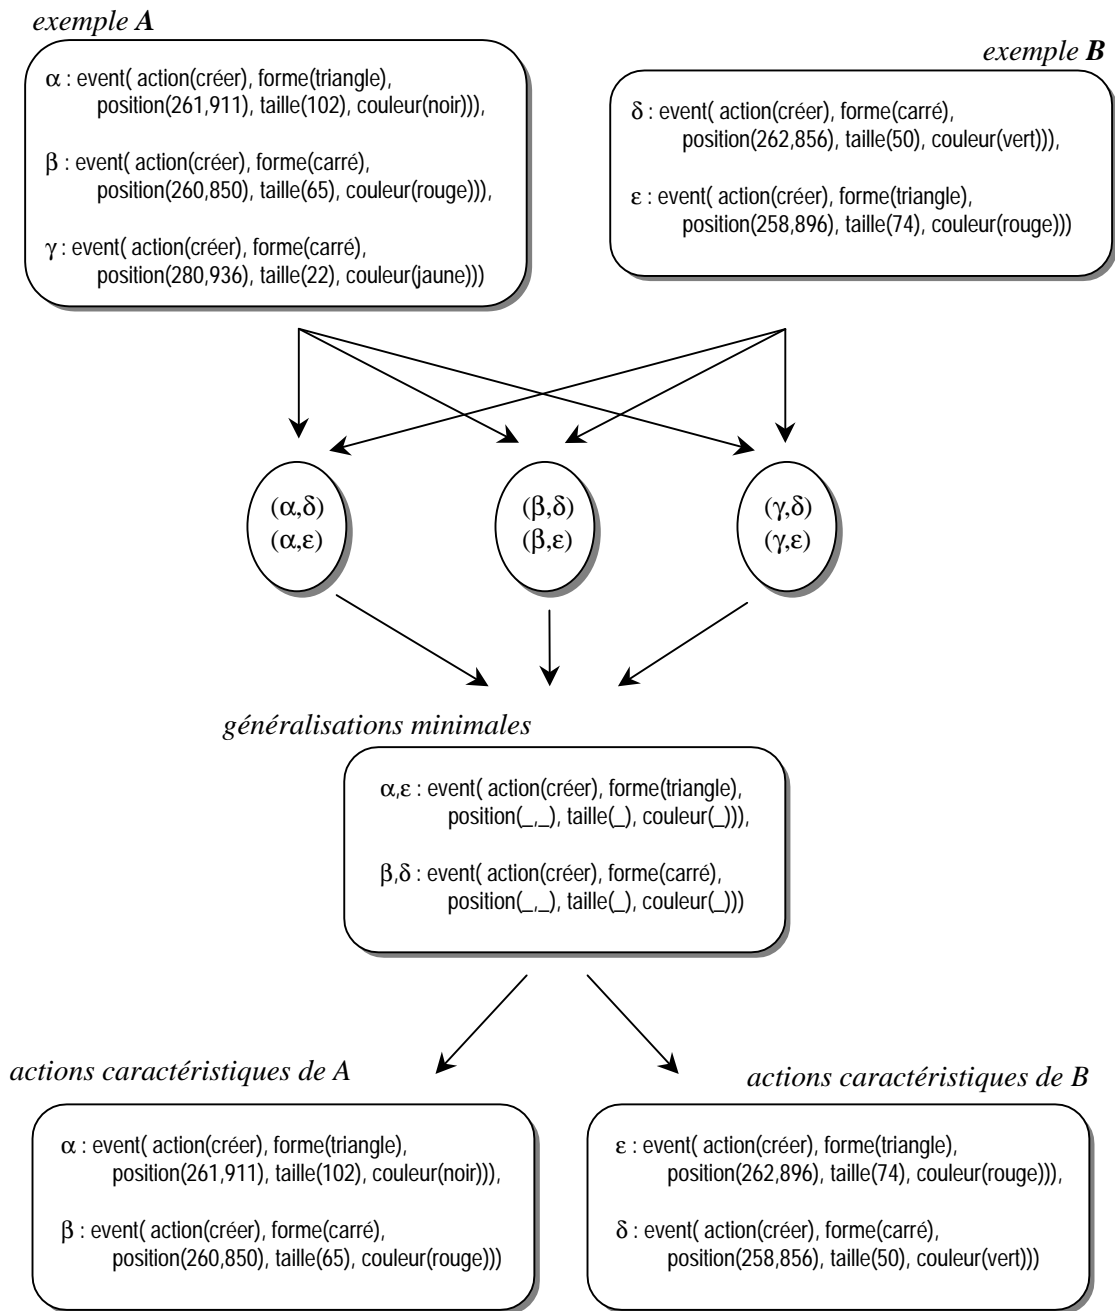 exemple A
α : event( action(créer), forme(triangle),
position(261,911), taille(102), couleur(noir))),
β : event( action(créer), forme(carré),
position(260,850), taille(65), couleur(rouge))),
γ : event( action(créer), forme(carré),
position(280,936), taille(22), couleur(jaune)))
exemple B
δ : event( action(créer), forme(carré),
position(262,856), taille(50), couleur(vert))),
ε : event( action(créer), forme(triangle),
position(258,896), taille(74), couleur(rouge)))
(α,δ)
(α,ε)
(β,δ)
(β,ε)
(γ,δ)
(γ,ε)
généralisations minimales
α,ε : event( action(créer), forme(triangle),
position(_,_), taille(_), couleur(_))),
β,δ : event( action(créer), forme(carré),
position(_,_), taille(_), couleur(_)))
actions caractéristiques de A
α : event( action(créer), forme(triangle),
position(261,911), taille(102), couleur(noir))),
β : event( action(créer), forme(carré),
position(260,850), taille(65), couleur(rouge)))
actions caractéristiques de B
ε : event( action(créer), forme(triangle),
position(262,896), taille(74), couleur(rouge))),
δ : event( action(créer), forme(carré),
position(258,856), taille(50), couleur(vert)))